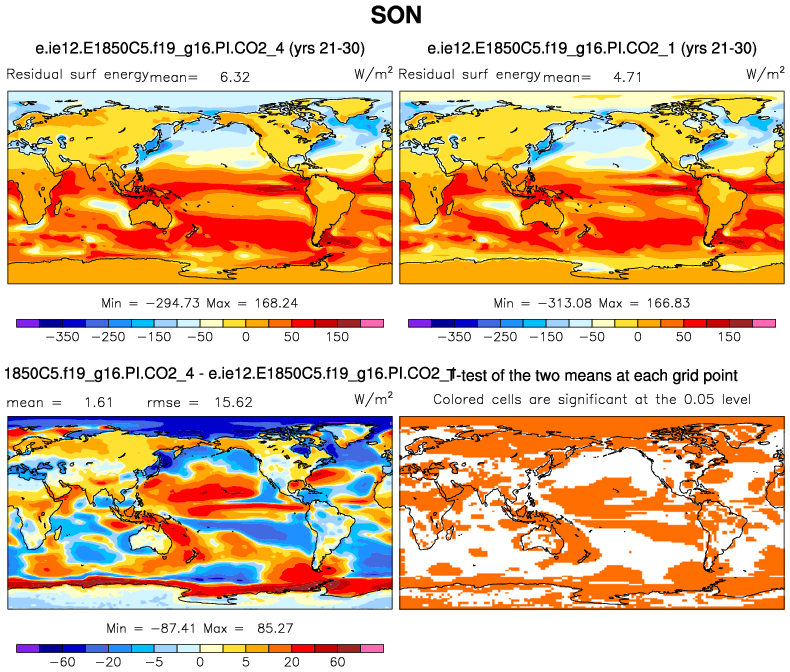 SON
e.ie12.E1850C5.f19_g16.PI.CO2_4 (yrs 21-30)
e.ie12.E1850C5.f19_g16.PI.CO2_1 (yrs 21-30)
Residual surf energy mean= 6.32 W/m²
Residual surf energy mean= 4.71 W/m²
Min = −294.73 Max = 168.24
Min = −313.08 Max = 166.83
−350 −250 −150 −50 0 50 150
−350 −250 −150 −50 0 50 150
1850C5.f19_g16.PI.CO2_4 - e.ie12.E1850C5.f19_g16.PI.CO2_1
T-test of the two means at each grid point
mean = 1.61 rmse = 15.62 W/m²
Colored cells are significant at the 0.05 level
Min = −87.41 Max = 85.27
−60 −20 −5 0 5 20 60